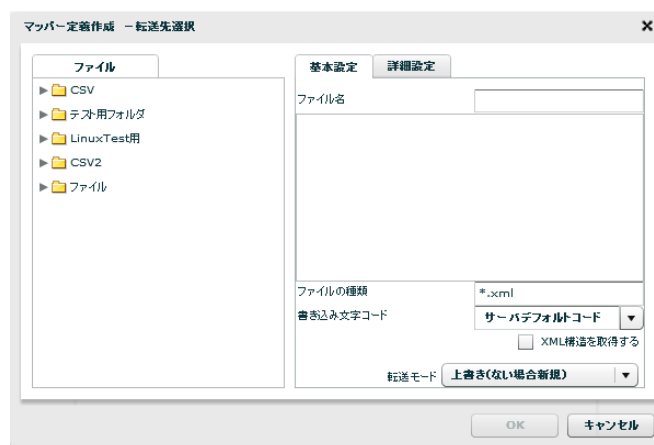 マッパー定義作成 －転送先選択
ファイル
CSV
テスト用フォルダ
LinuxTest用
CSV2
ファイル
基本設定 詳細設定
ファイル名
ファイルの種類 *.xml
書き込み文字コード サーバデフォルトコード
XML構造を取得する
転送モード 上書き(ない場合新規)
OK キャンセル